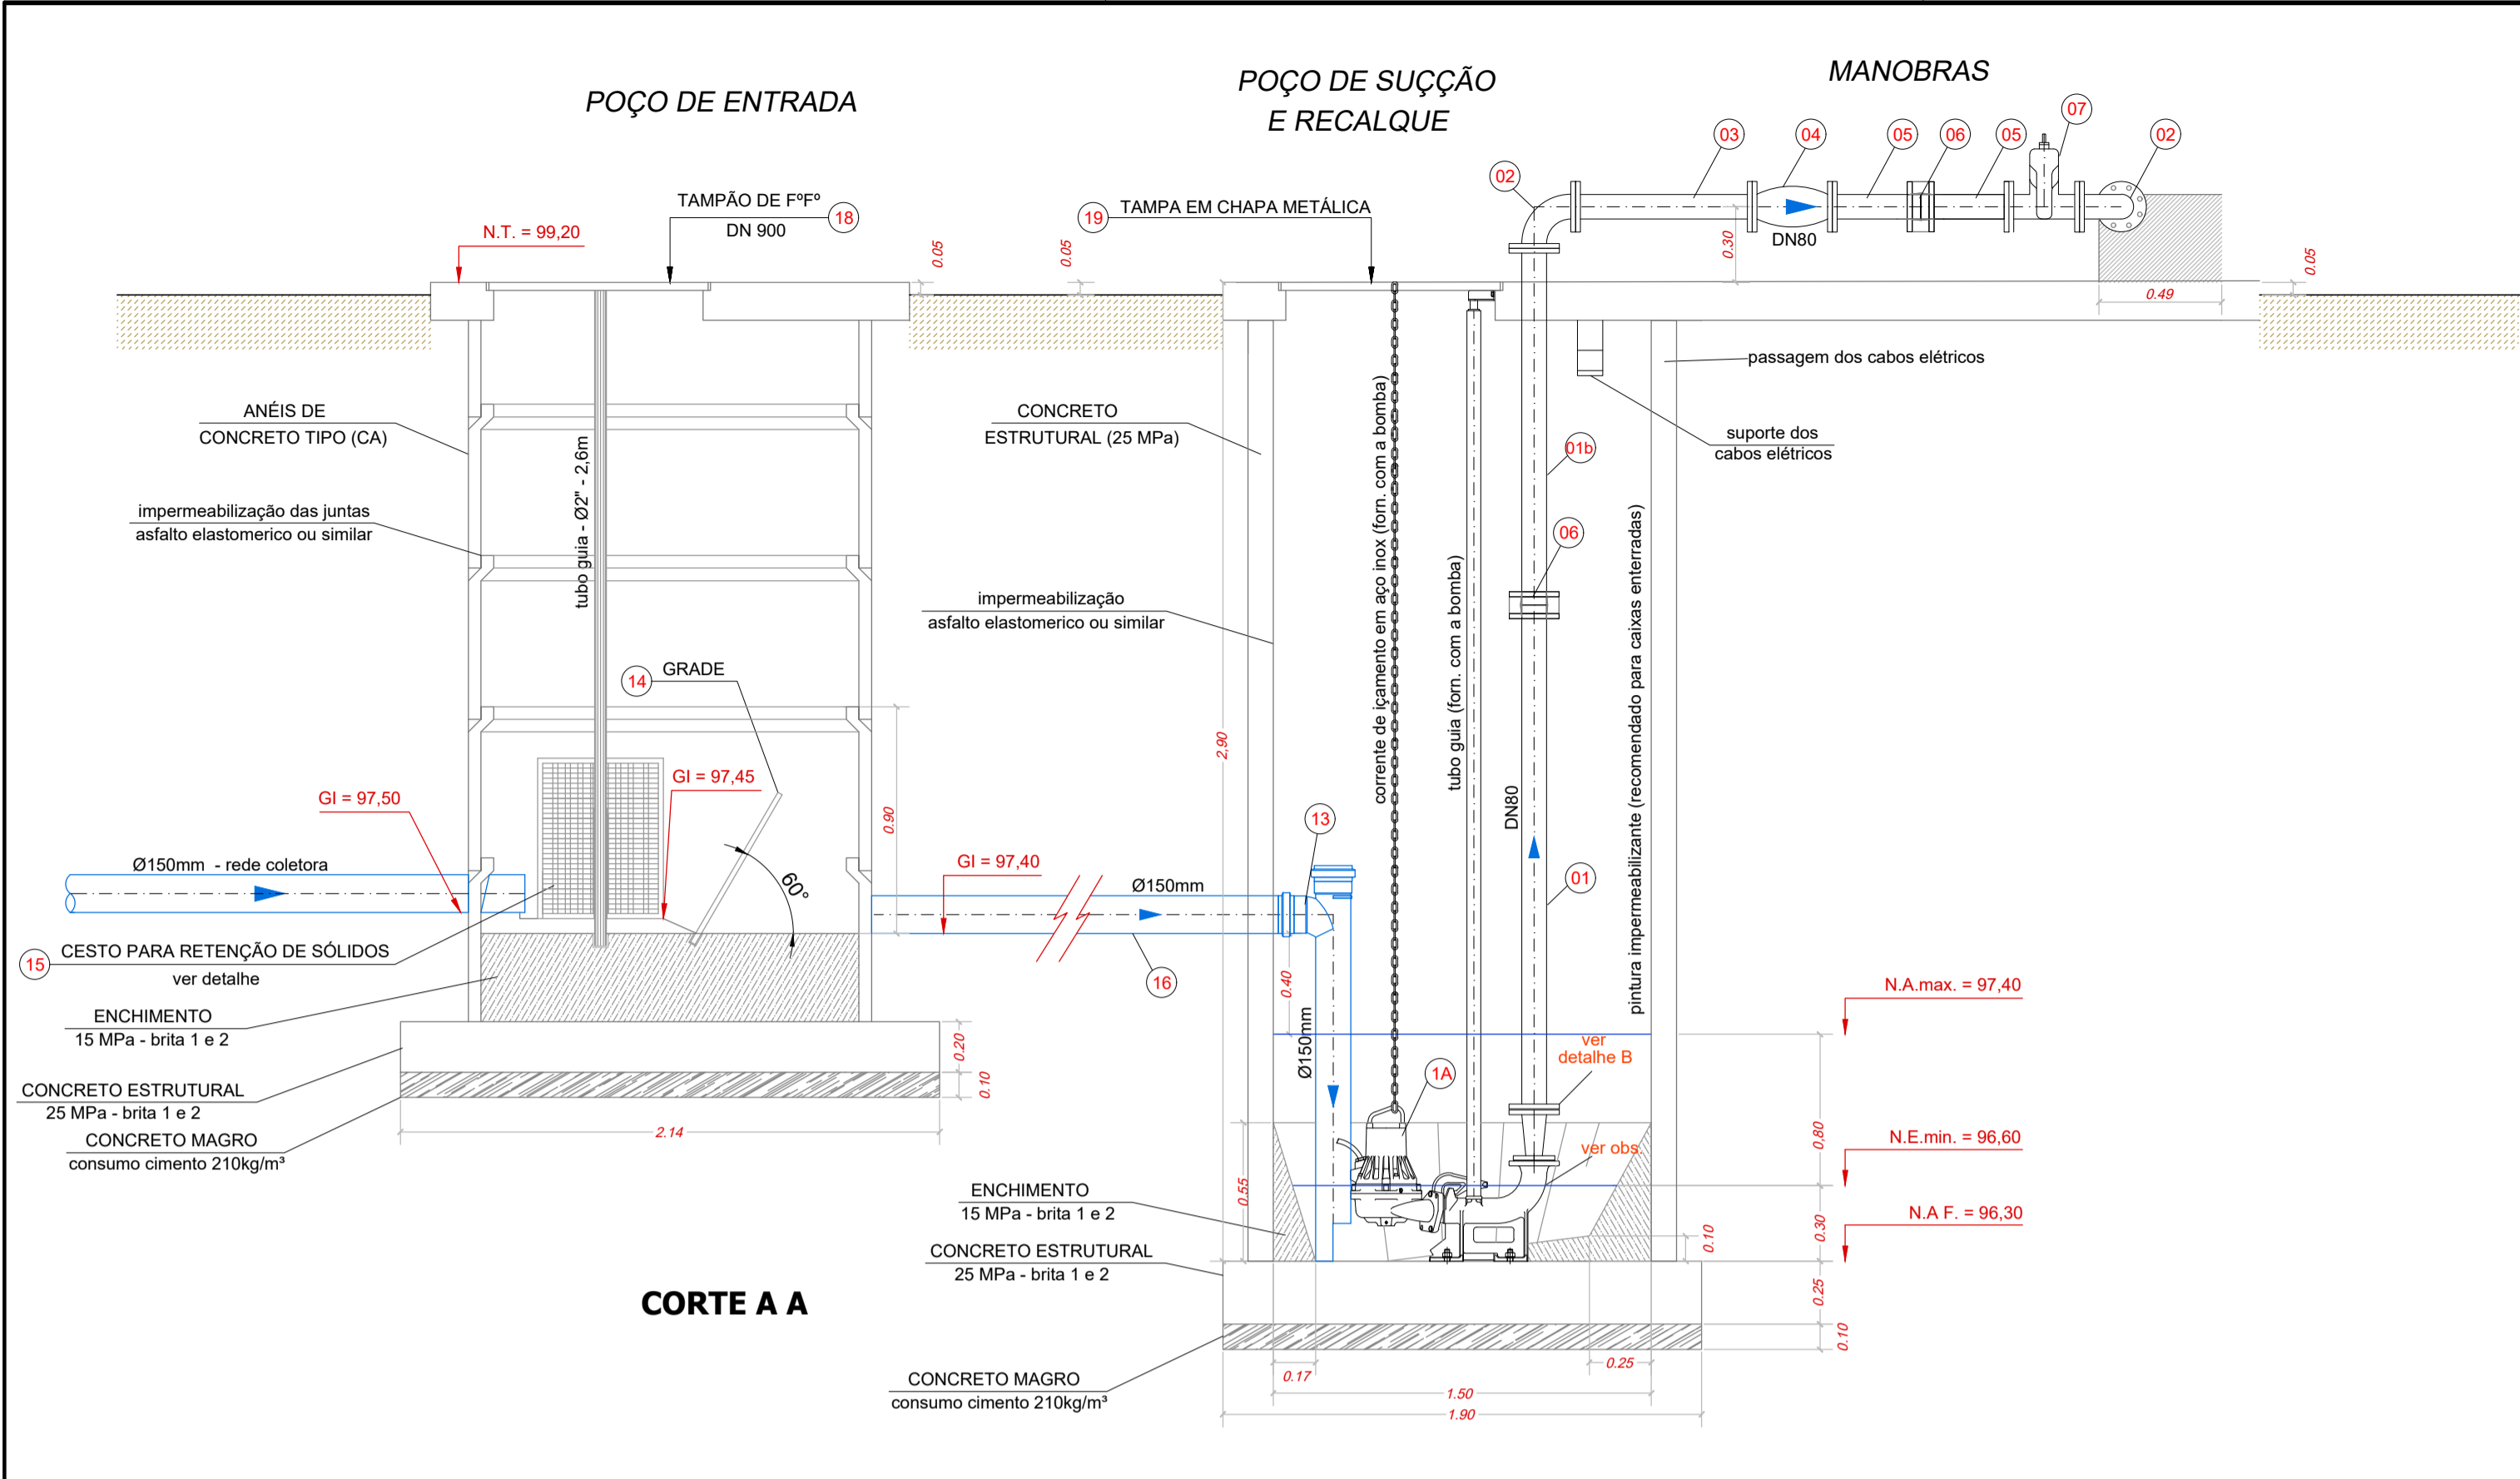 POÇO DE ENTRADA
POÇO DE SUÇÇÃO
E RECALQUE
MANOBRAS
07
03
04
05
06
05
02
02
TAMPÃO DE FºFº
DN 900
18
19
TAMPA EM CHAPA METÁLICA
N.T. = 99,20
0.05
0.05
0.30
DN80
0.05
0.49
passagem dos cabos elétricos
ANÉIS DE
CONCRETO TIPO (CA)
CONCRETO
ESTRUTURAL (25 MPa)
suporte dos
cabos elétricos
01b
tubo guia - Ø2" - 2,6m
corrente de içamento em aço inox (forn. com a bomba)
impermeabilização das juntas
asfalto elastomerico ou similar
06
tubo guia (forn. com a bomba)
pintura impermeabilizante (recomendado para caixas enterradas)
impermeabilização
asfalto elastomerico ou similar
14
GRADE
2,90
GI = 97,45
GI = 97,50
0.90
DN80
13
60°
Ø150mm - rede coletora
GI = 97,40
Ø150mm
01
15
CESTO PARA RETENÇÃO DE SÓLIDOS
ver detalhe
16
0.40
N.A.max. = 97,40
ENCHIMENTO
15 MPa - brita 1 e 2
Ø150mm
ver
detalhe B
0.20
1A
CONCRETO ESTRUTURAL
25 MPa - brita 1 e 2
0.10
2.14
CONCRETO MAGRO
consumo cimento 210kg/m³
0,80
N.E.min. = 96,60
ver obs.
ENCHIMENTO
15 MPa - brita 1 e 2
0.55
N.A F. = 96,30
0.30
0.10
CONCRETO ESTRUTURAL
25 MPa - brita 1 e 2
0.25
CORTE A A
0.10
0.17
0.25
CONCRETO MAGRO
consumo cimento 210kg/m³
1.50
1.90